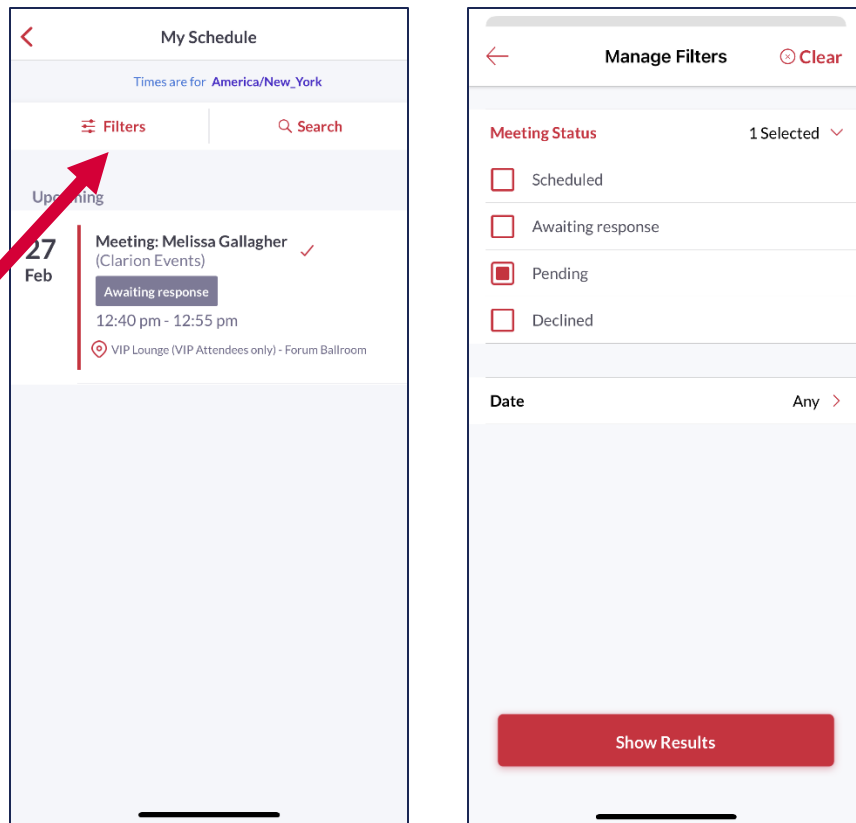 My Schedule
Times are for America/New_York
Filters
Search
Upcoming
27
Feb
Meeting: Melissa Gallagher
(Clarion Events)
Awaiting response
12:40 pm - 12:55 pm
VIP Lounge (VIP Attendees only) - Forum Ballroom
Manage Filters
Clear
Meeting Status
1 Selected
Scheduled
Awaiting response
Pending
Declined
Date
Any
Show Results